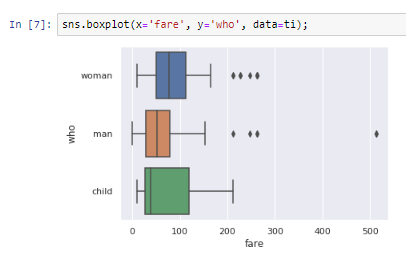 In [7]: sns.boxplot(x='fare', y='who', data=ti);
woman
man
child
who
0 100 200 300 400 500
fare